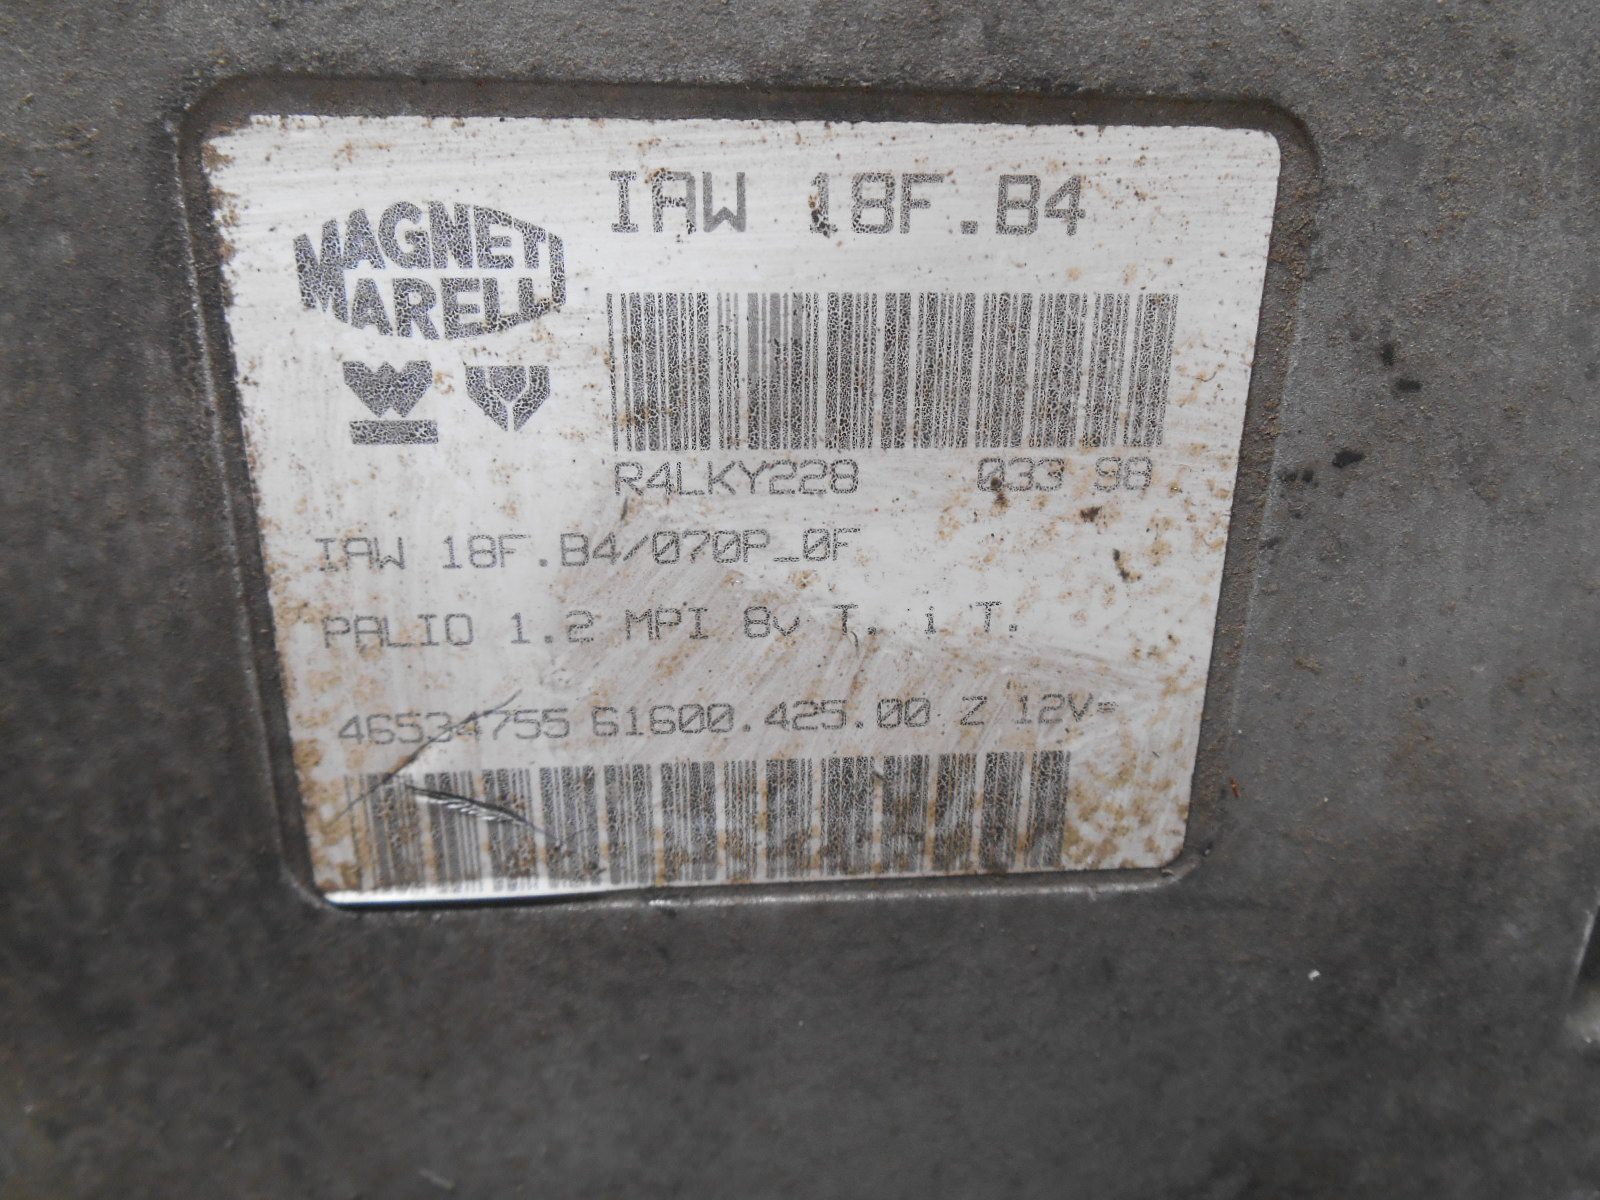 IAW 18F.B4
MAGNETI
MARELLI
R4LKY228 033 98
IAW 18F.B4/070P_0F
PALIO 1.2 MPI 8v T. i T.
46534755 61600.425.00 Z 12V=